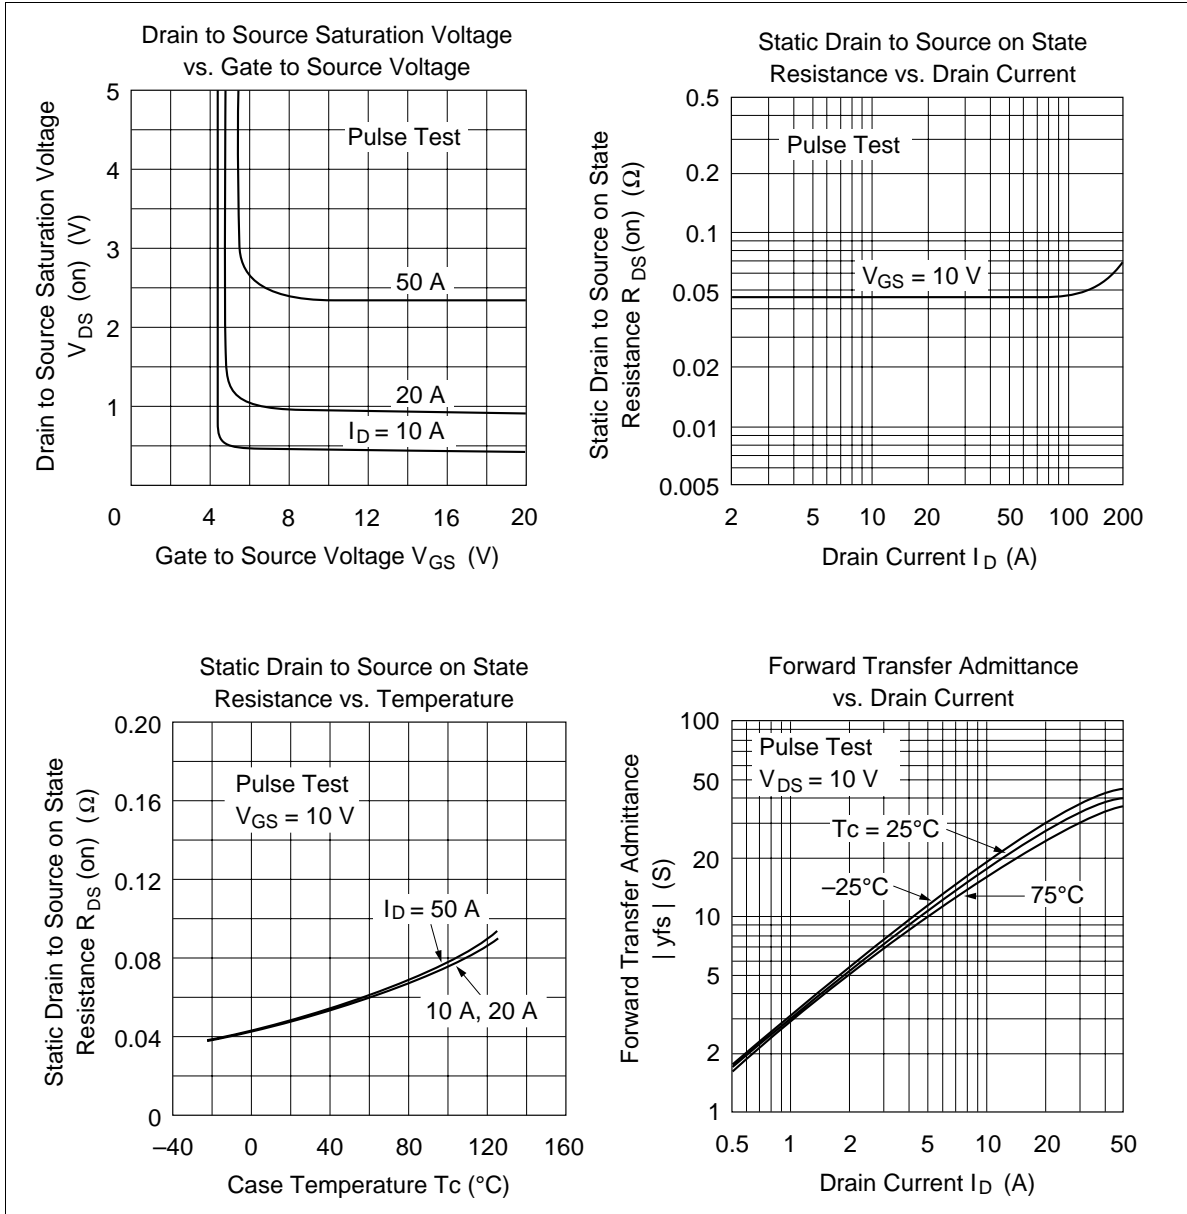 Drain to Source Saturation Voltage
vs. Gate to Source Voltage
Drain to Source Saturation Voltage
V DS (on) (V)
5
4
3
2
1
Pulse Test
50 A
20 A
I D = 10 A
0 4 8 12 16 20
Gate to Source Voltage V GS (V)
Static Drain to Source on State
Resistance vs. Drain Current
Static Drain to Source on State
Resistance R DS (on) (Ω)
0.5
0.2
0.1
0.05
0.02
0.01
0.005
Pulse Test
V GS = 10 V
2 5 10 20 50 100 200
Drain Current I D (A)
Static Drain to Source on State
Resistance vs. Temperature
Static Drain to Source on State
Resistance R DS (on) (Ω)
0.20
0.16
0.12
0.08
0.04
0
Pulse Test
V GS = 10 V
I D = 50 A
10 A, 20 A
–40 0 40 80 120 160
Case Temperature Tc (°C)
Forward Transfer Admittance
vs. Drain Current
Forward Transfer Admittance
| yfs | (S)
100
50
20
10
5
2
1
Pulse Test
V DS = 10 V
Tc = 25°C
–25°C
75°C
0.5 1 2 5 10 20 50
Drain Current I D (A)